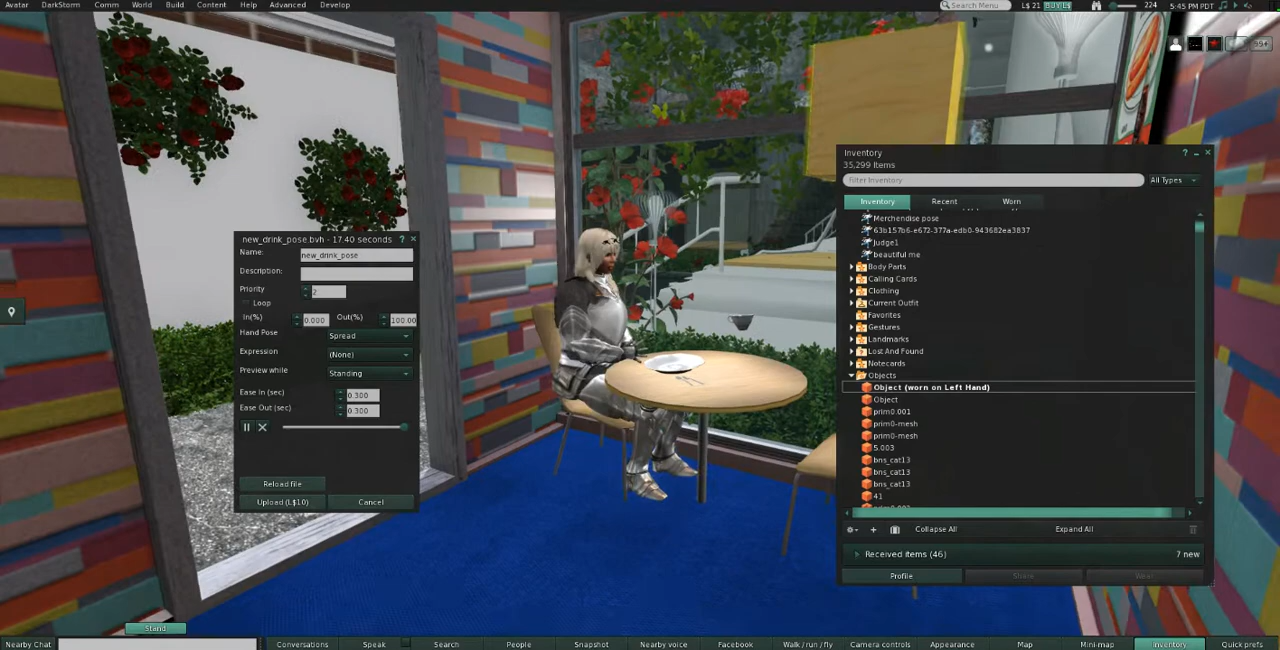 Avatar DarkStorm Comm World Build Content Help Advanced Develop
Search Menu L$ 21 BUY L$ 224 5:45 PM PDT
95+
new_drink_pose.bvh - 17.40 seconds ? ×
Name: new_drink_pose
Description:
Priority 2
Loop
In(%) 0.000 Out(%) 100.00
Hand Pose Spread
Expression (None)
Preview while Standing
Ease In (sec) 0.300
Ease Out (sec) 0.300
Reload file
Upload (L$10) Cancel
Inventory ? _ ×
35,299 Items
Filter Inventory All Types
Inventory Recent Worn
Merchandise pose
63b157b6-e672-377a-edb0-943682ea3837
Judge1
beautiful me
Body Parts
Calling Cards
Clothing
Current Outfit
Favorites
Gestures
Landmarks
Lost And Found
Notecards
Objects
Object (worn on Left Hand)
Object
prim0.001
prim0-mesh
prim0-mesh
5.003
bns_cat13
bns_cat13
bns_cat13
41
Collapse All Expand All
Received Items (46) 7 new
Profile Share Wear
Stand
Nearby Chat Conversations Speak Search People Snapshot Nearby voice Facebook Walk / run / fly Camera controls Appearance Map Mini-map Inventory Quick prefs